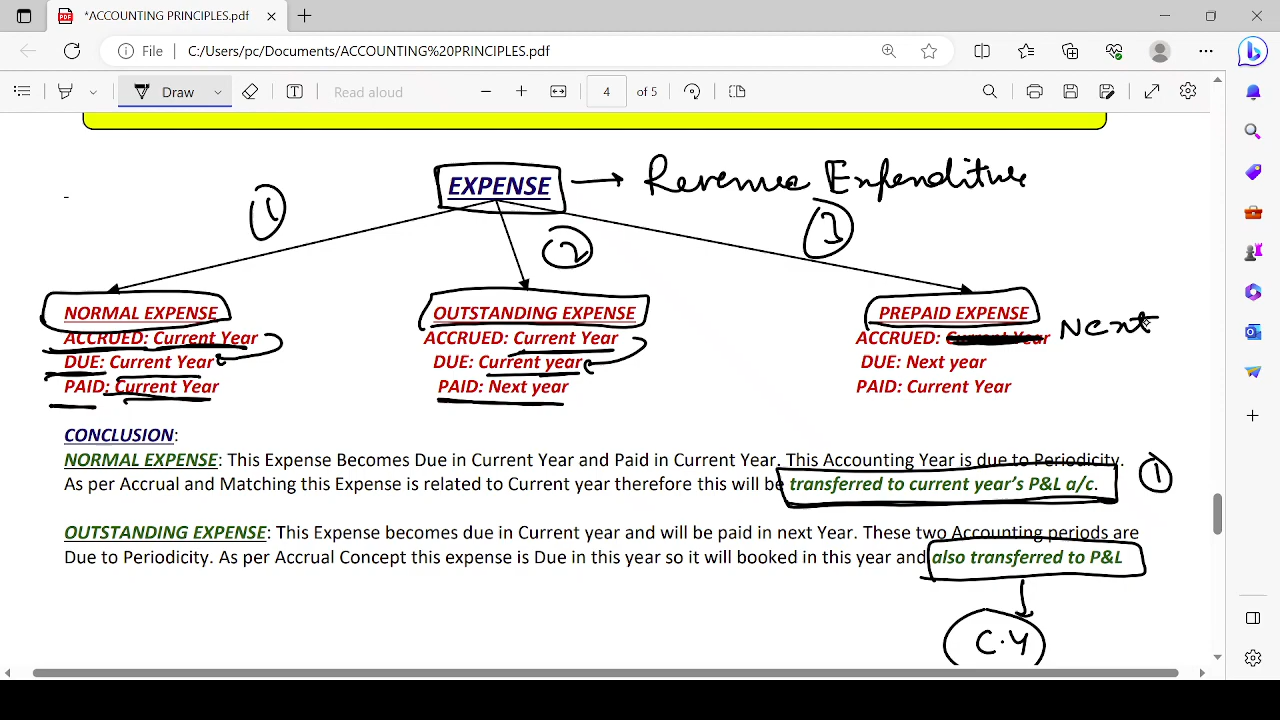 *ACCOUNTING PRINCIPLES.pdf
File C:/Users/pc/Documents/ACCOUNTING%20PRINCIPLES.pdf
Draw Read aloud 4 of 5
EXPENSE → Revenue Expenditure
1 2 3
NORMAL EXPENSE
ACCRUED: Current Year
DUE: Current Year
PAID: Current Year
OUTSTANDING EXPENSE
ACCRUED: Current Year
DUE: Current year
PAID: Next year
PREPAID EXPENSE
ACCRUED: Current Year Next
DUE: Next year
PAID: Current Year
CONCLUSION:
NORMAL EXPENSE: This Expense Becomes Due in Current Year and Paid in Current Year. This Accounting Year is due to Periodicity.
As per Accrual and Matching this Expense is related to Current year therefore this will be transferred to current year's P&L a/c. 1
OUTSTANDING EXPENSE: This Expense becomes due in Current year and will be paid in next Year. These two Accounting periods are
Due to Periodicity. As per Accrual Concept this expense is Due in this year so it will booked in this year and also transferred to P&L
C.Y